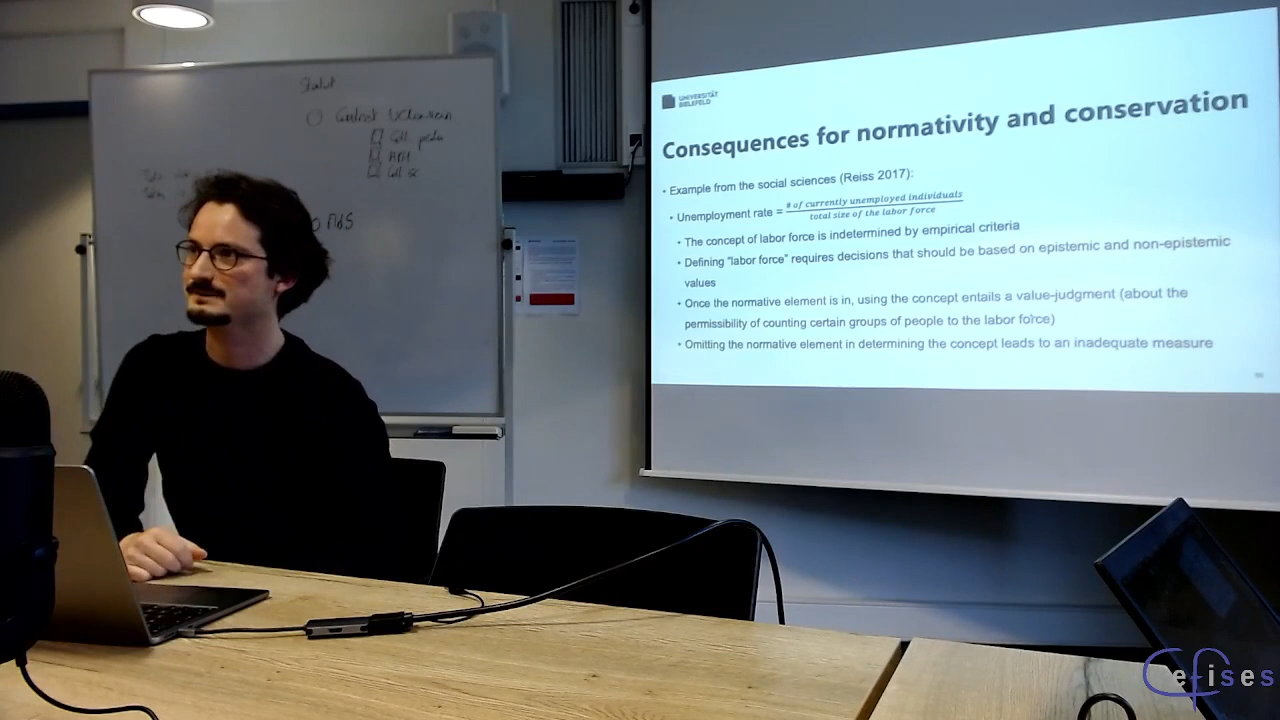 Statut
UNIVERSITÄT
BIELEFELD
Consequences for normativity and conservation
• Example from the social sciences (Reiss 2017):
• Unemployment rate = # of currently unemployed individuals / total size of the labor force
• The concept of labor force is indetermined by empirical criteria
• Defining "labor force" requires decisions that should be based on epistemic and non-epistemic
values
• Once the normative element is in, using the concept entails a value-judgment (about the
permissibility of counting certain groups of people to the labor force)
• Omitting the normative element in determining the concept leads to an inadequate measure
Cefises